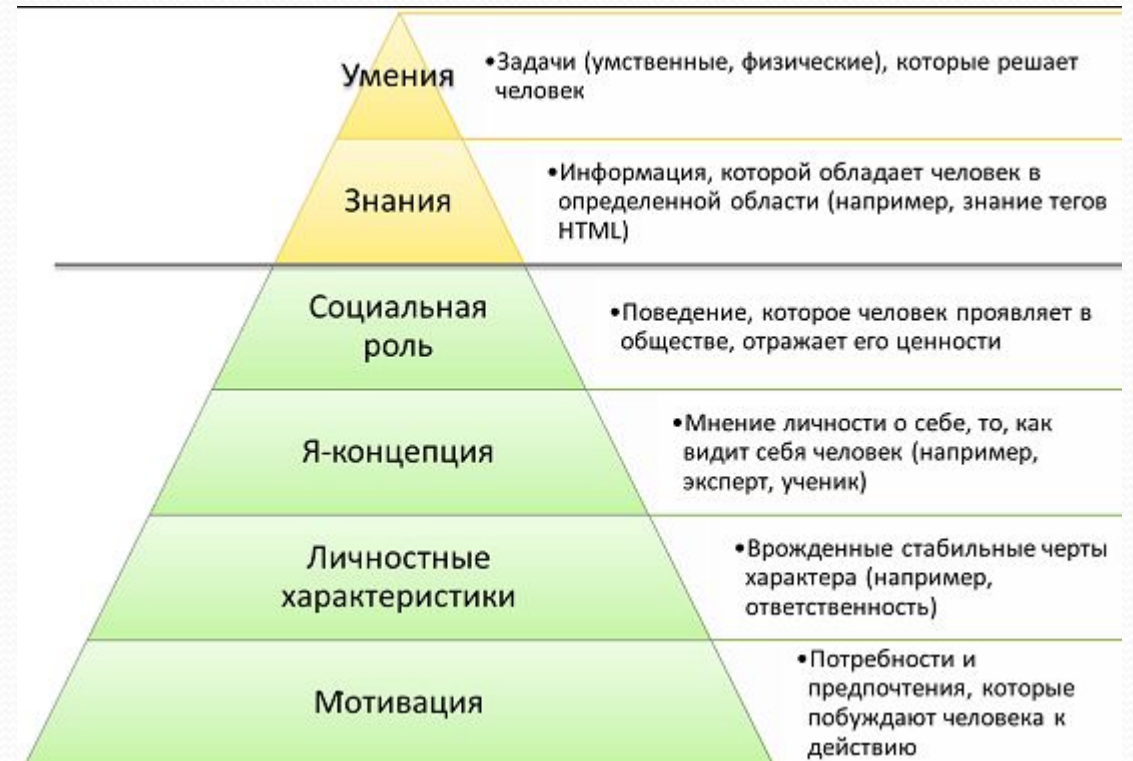 Умения
•Задачи (умственные, физические), которые решает
человек
Знания
•Информация, которой обладает человек в
определенной области (например, знание тегов
HTML)
Социальная
роль
•Поведение, которое человек проявляет в
обществе, отражает его ценности
Я-концепция
•Мнение личности о себе, то, как
видит себя человек (например,
эксперт, ученик)
Личностные
характеристики
•Врожденные стабильные черты
характера (например,
ответственность)
Мотивация
•Потребности и
предпочтения, которые
побуждают человека к
действию